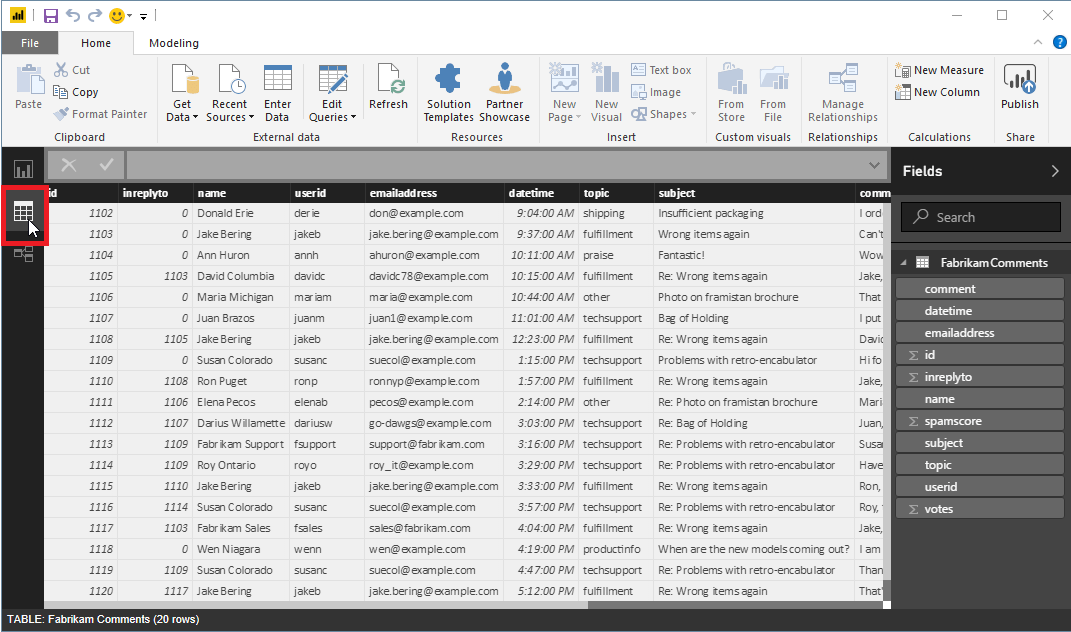 File Home Modeling
Paste
Cut
Copy
Format Painter
Clipboard
Get Data
Recent Sources
Enter Data
Edit Queries
Refresh
External data
Solution Templates
Partner Showcase
Resources
New Page
New Visual
Text box
Image
Shapes
Insert
From Store
From File
Custom visuals
Manage Relationships
Relationships
New Measure
New Column
Calculations
Publish
Share
id inreplyto name userid emailaddress datetime topic subject comm
1102 0 Donald Erie derie don@example.com 9:04:00 AM shipping Insufficient packaging I orde
1103 0 Jake Bering jakeb jake.bering@example.com 9:37:00 AM fulfillment Wrong items again Can't
1104 0 Ann Huron annh ahuron@example.com 10:11:00 AM praise Fantastic! Wow
1105 1103 David Columbia davidc davidc78@example.com 10:15:00 AM fulfillment Re: Wrong items again Jake,
1106 0 Maria Michigan mariam maria@example.com 10:44:00 AM other Photo on framistan brochure That
1107 0 Juan Brazos juanm juan1@example.com 11:01:00 AM techsupport Bag of Holding I put
1108 1105 Jake Bering jakeb jake.bering@example.com 12:23:00 PM fulfillment Re: Wrong items again David
1109 0 Susan Colorado susanc suecol@example.com 1:15:00 PM techsupport Problems with retro-encabulator Hi fo
1110 1108 Ron Puget ronp ronnyp@example.com 1:57:00 PM fulfillment Re: Wrong items again Jake,
1111 1106 Elena Pecos elenab pecos@example.com 2:14:00 PM other Re: Photo on framistan brochure Mari
1112 1107 Darius Willamette dariusw go-dawgs@example.com 3:03:00 PM techsupport Re: Bag of Holding Juan,
1113 1109 Fabrikam Support fsupport support@fabrikam.com 3:16:00 PM techsupport Re: Problems with retro-encabulator Susa
1114 1109 Roy Ontario royo roy_it@example.com 3:29:00 PM techsupport Re: Problems with retro-encabulator Have
1115 1110 Jake Bering jakeb jake.bering@example.com 3:33:00 PM fulfillment Re: Wrong items again Ron,
1116 1114 Susan Colorado susanc suecol@example.com 3:57:00 PM techsupport Re: Problems with retro-encabulator Roy,
1117 1103 Fabrikam Sales fsales sales@fabrikam.com 4:04:00 PM fulfillment Re: Wrong items again Jake,
1118 0 Wen Niagara wenn wen@example.com 4:19:00 PM productinfo When are the new models coming out? I am
1119 1109 Susan Colorado susanc suecol@example.com 4:47:00 PM techsupport Re: Problems with retro-encabulator Than
1120 1117 Jake Bering jakeb jake.bering@example.com 5:12:00 PM fulfillment Re: Wrong items again That'
Fields
Search
Fabrikam Comments
comment
datetime
emailaddress
Σ id
Σ inreplyto
name
Σ spamscore
subject
topic
userid
Σ votes
TABLE: Fabrikam Comments (20 rows)